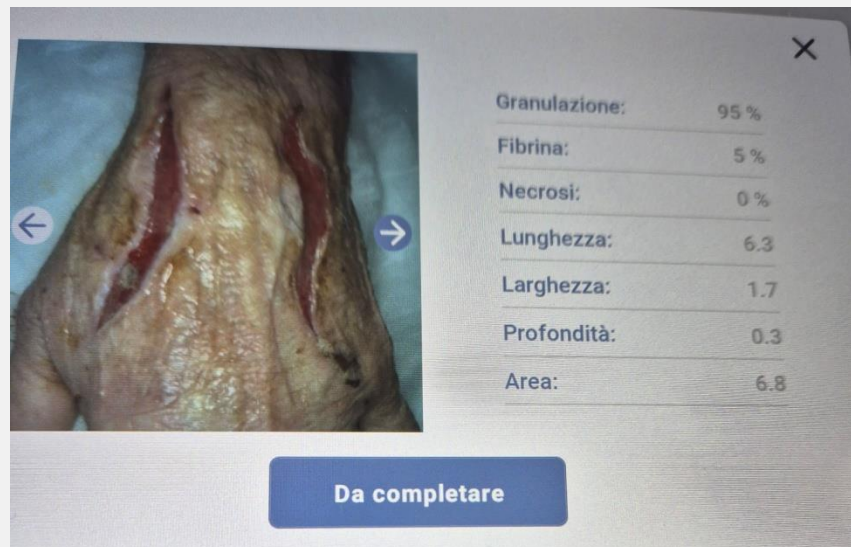 Granulazione: 95 %
Fibrina: 5 %
Necrosi: 0 %
Lunghezza: 6.3
Larghezza: 1.7
Profondità: 0.3
Area: 6.8
Da completare